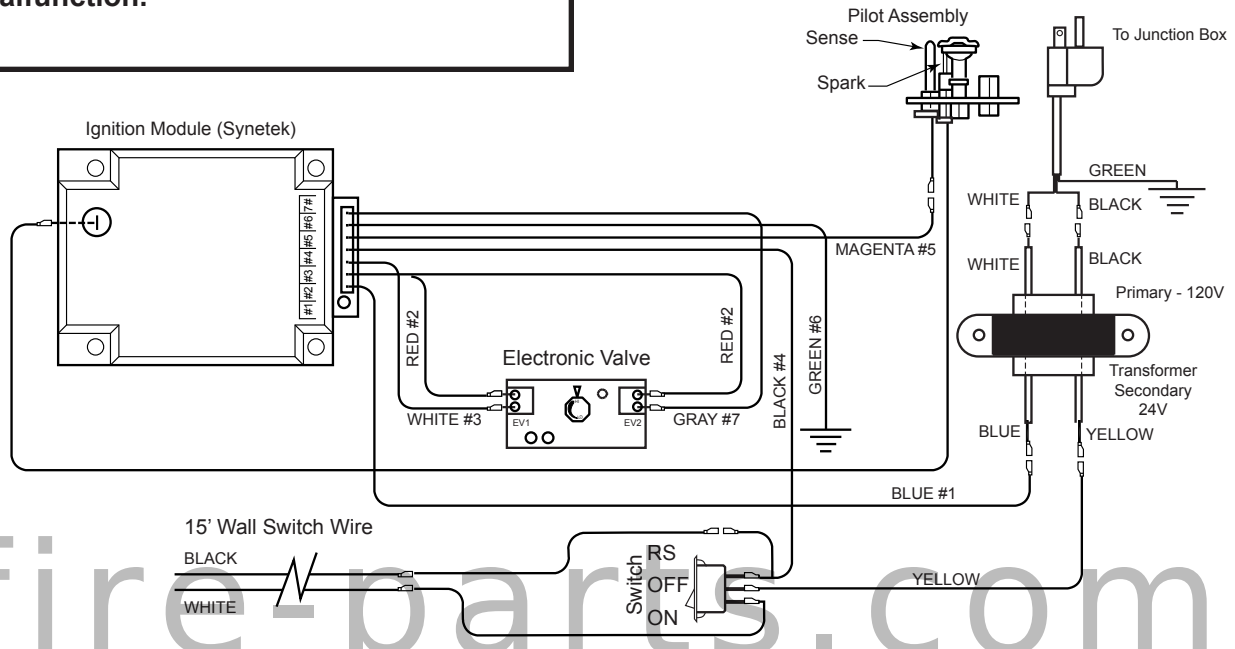 alfunction.
Pilot Assembly
Sense
Spark
To Junction Box
Ignition Module (Synetek)
GREEN
WHITE
BLACK
#1 #2 #3 #4 #5 #6 7#
MAGENTA #5
WHITE
BLACK
Primary - 120V
RED #2
Electronic Valve
RED #2
BLACK #4
GREEN #6
Transformer
Secondary
24V
WHITE #3
EV1
EV2
GRAY #7
BLUE
YELLOW
BLUE #1
15' Wall Switch Wire
BLACK
WHITE
Switch
RS
OFF
ON
YELLOW
fire-parts.com